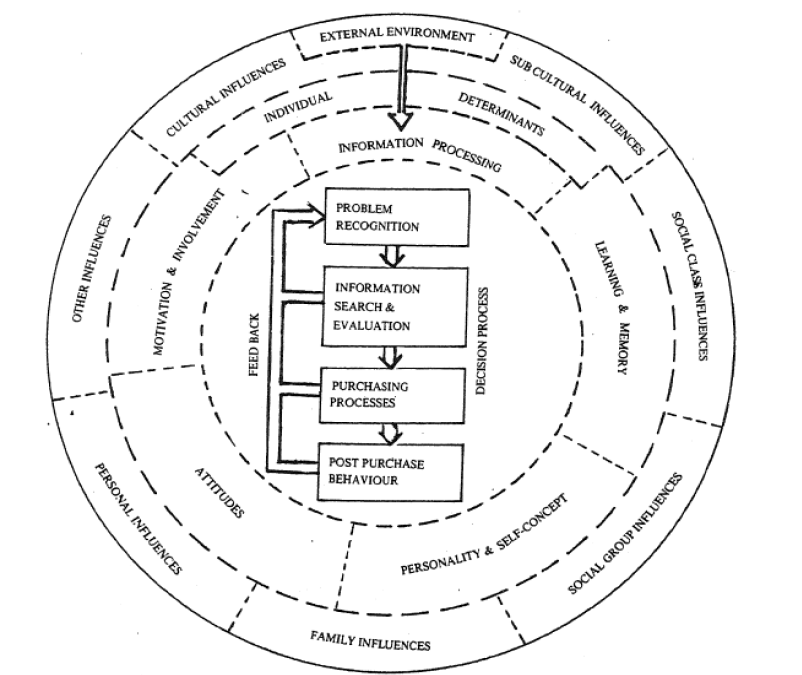 EXTERNAL ENVIRONMENT
CULTURAL INFLUENCES
SUB CULTURAL INFLUENCES
INDIVIDUAL
DETERMINANTS
INFORMATION PROCESSING
OTHER INFLUENCES
MOTIVATION & INVOLVEMENT
PROBLEM
RECOGNITION
INFORMATION
SEARCH &
EVALUATION
FEED BACK
DECISION PROCESS
PURCHASING
PROCESSES
POST PURCHASE
BEHAVIOUR
LEARNING & MEMORY
SOCIAL CLASS INFLUENCES
ATTITUDES
PERSONALITY & SELF-CONCEPT
PERSONAL INFLUENCES
SOCIAL GROUP INFLUENCES
FAMILY INFLUENCES